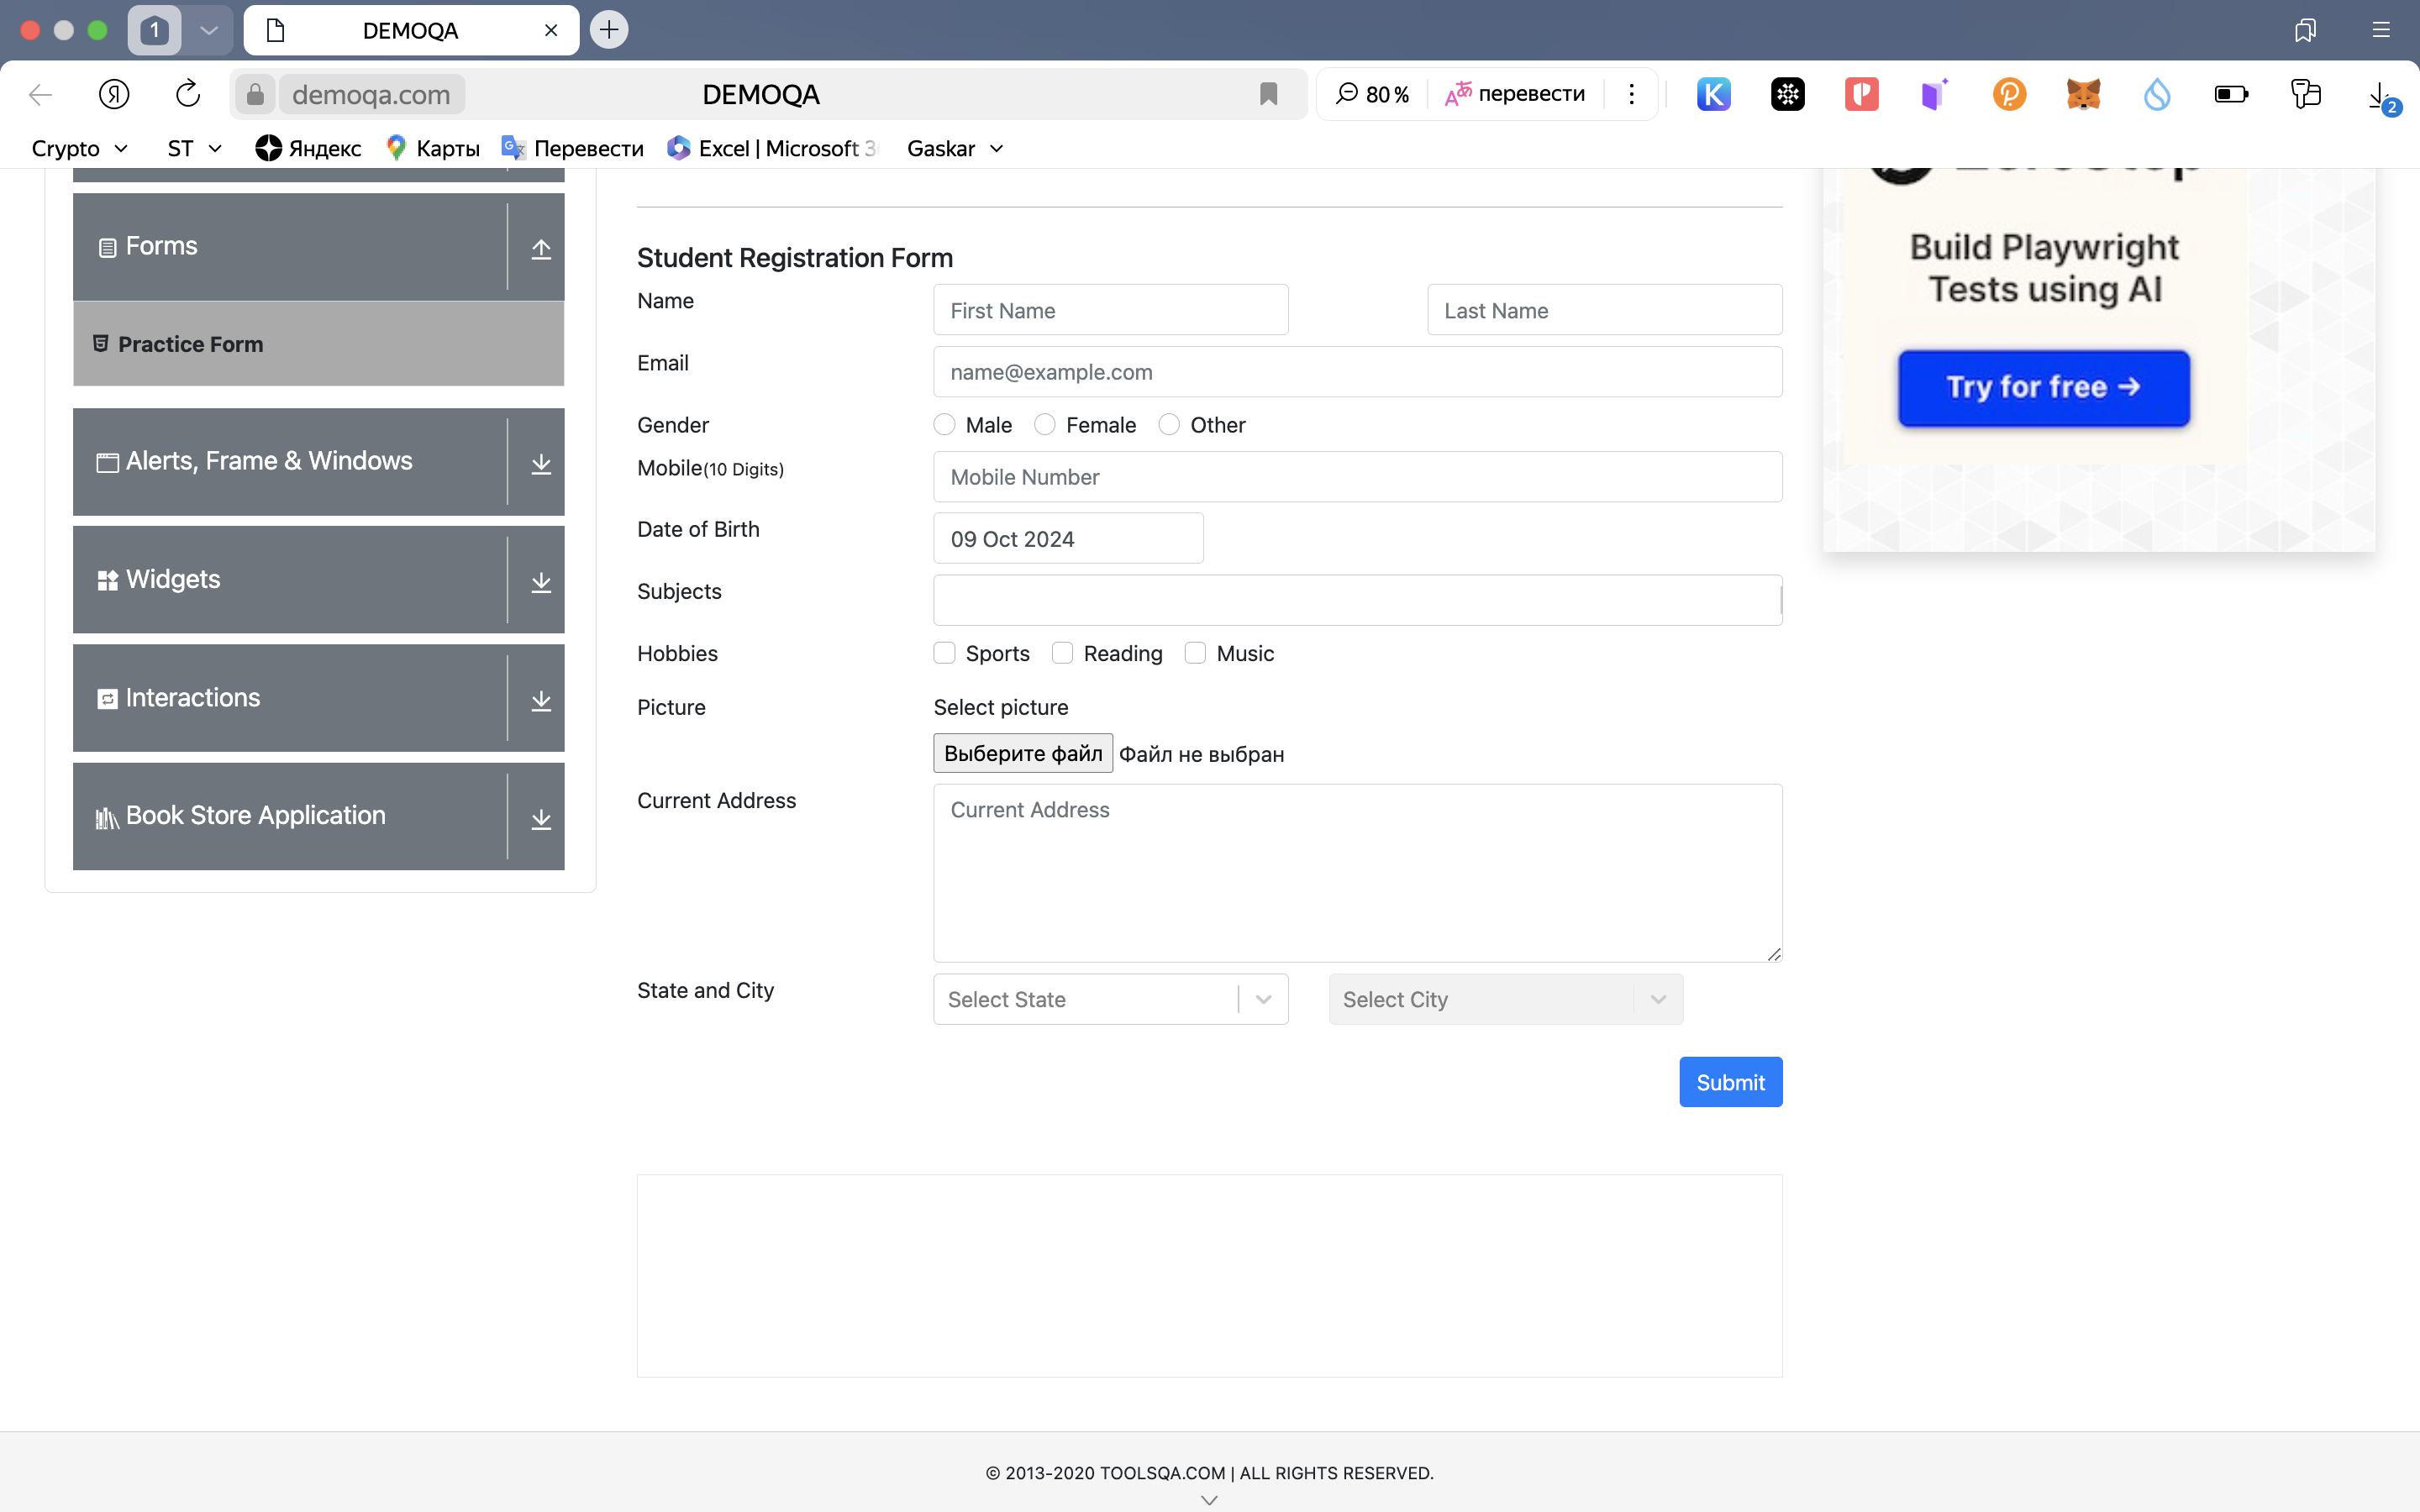 1
DEMOQA
demoqa.com
DEMOQA
80 %
перевести
2
Crypto
ST
Яндекс
Карты
Перевести
Excel | Microsoft 3
Gaskar
Forms
Practice Form
Alerts, Frame & Windows
Widgets
Interactions
Book Store Application
Student Registration Form
Name
First Name
Last Name
Email
name@example.com
Gender
Male
Female
Other
Mobile(10 Digits)
Mobile Number
Date of Birth
09 Oct 2024
Subjects
Hobbies
Sports
Reading
Music
Picture
Select picture
Выберите файл
Файл не выбран
Current Address
Current Address
State and City
Select State
Select City
Submit
Build Playwright
Tests using AI
Try for free →
© 2013-2020 TOOLSQA.COM | ALL RIGHTS RESERVED.